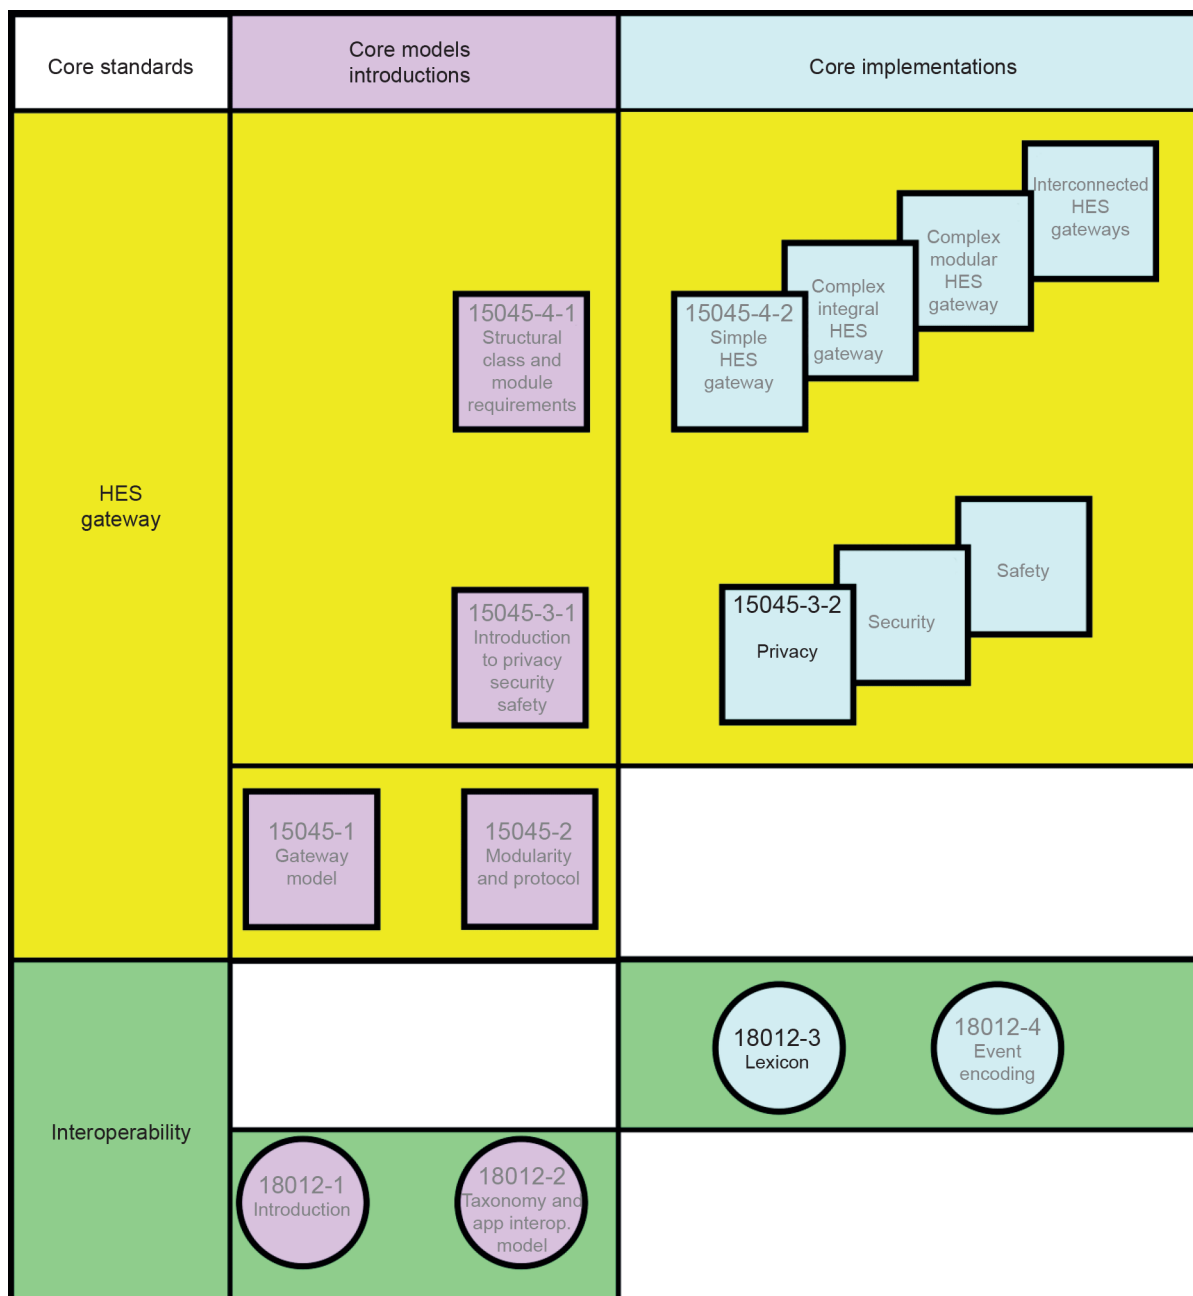 Core standards
Core models
introductions
Core implementations
HES
gateway
15045-4-1
Structural
class and
module
requirements
15045-4-2
Simple
HES
gateway
Complex
integral
HES
gateway
Complex
modular
HES
gateway
Interconnected
HES
gateways
15045-3-1
Introduction
to privacy
security
safety
15045-3-2
Privacy
Security
Safety
15045-1
Gateway
model
15045-2
Modularity
and protocol
Interoperability
18012-3
Lexicon
18012-4
Event
encoding
18012-1
Introduction
18012-2
Taxonomy and
app interop.
model